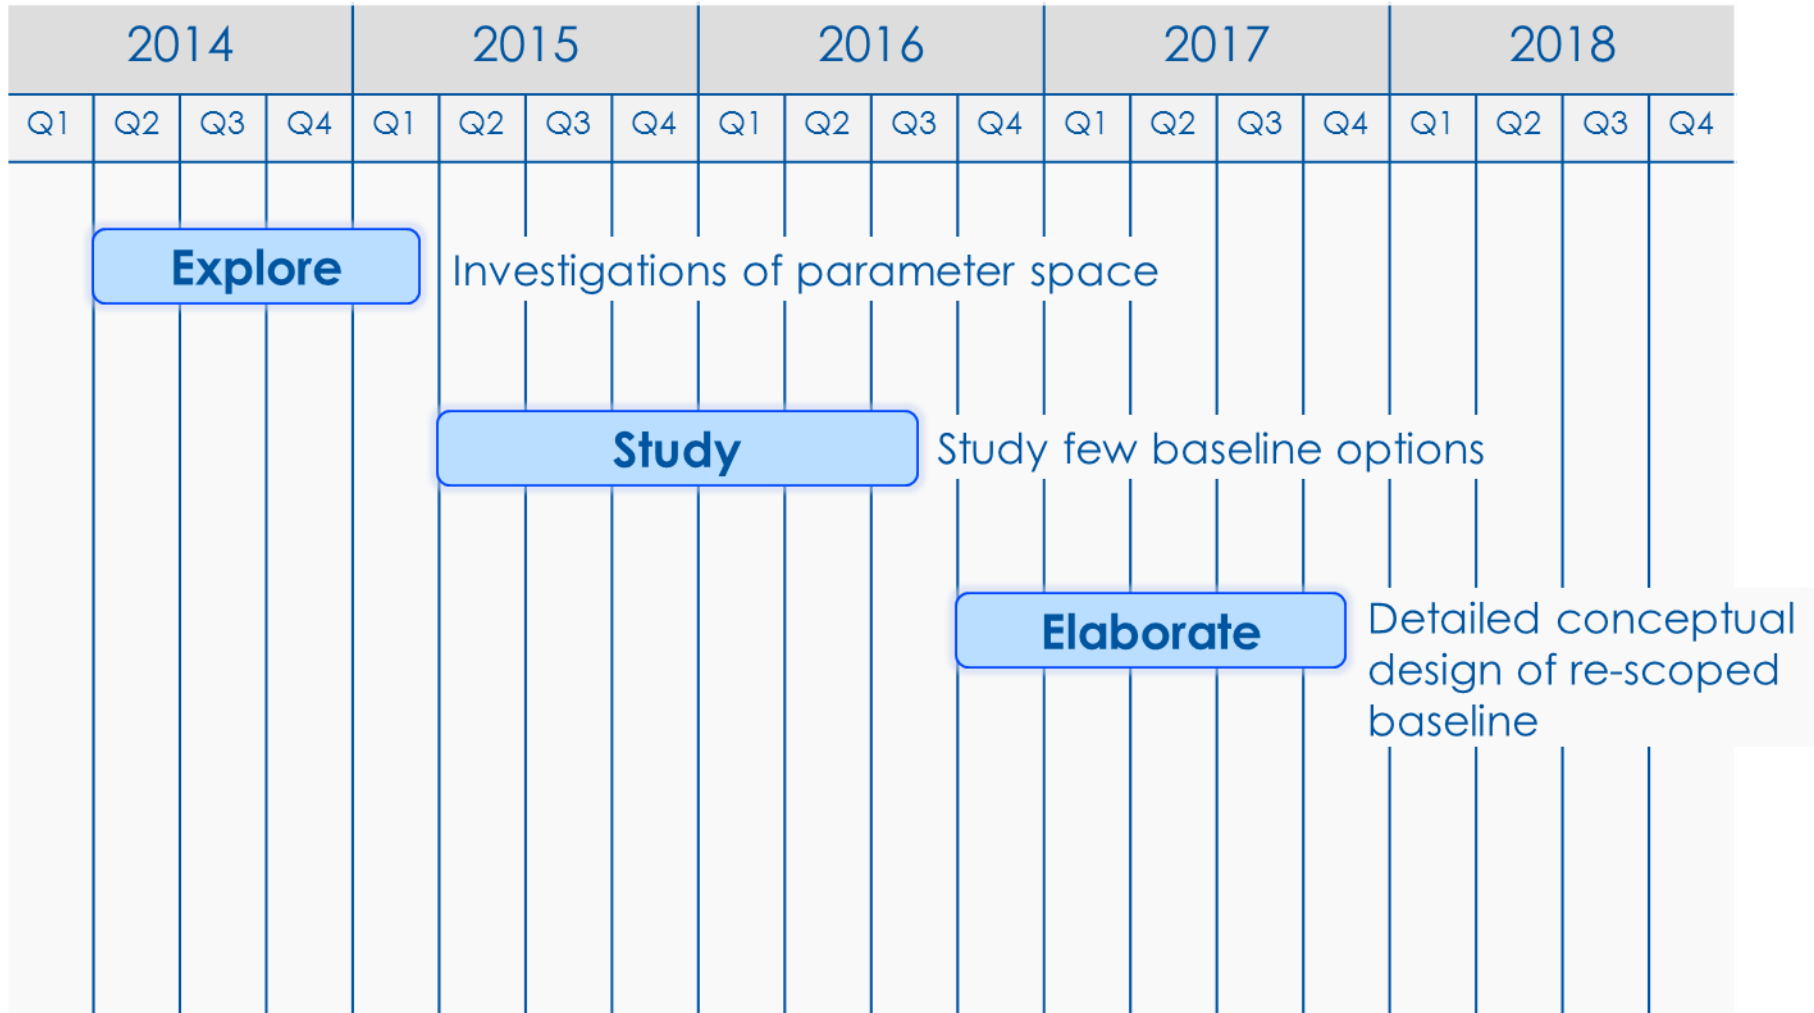 2014 2015 2016 2017 2018
Q1 Q2 Q3 Q4 Q1 Q2 Q3 Q4 Q1 Q2 Q3 Q4 Q1 Q2 Q3 Q4 Q1 Q2 Q3 Q4
Explore Investigations of parameter space
Study Study few baseline options
Elaborate Detailed conceptual
design of re-scoped
baseline